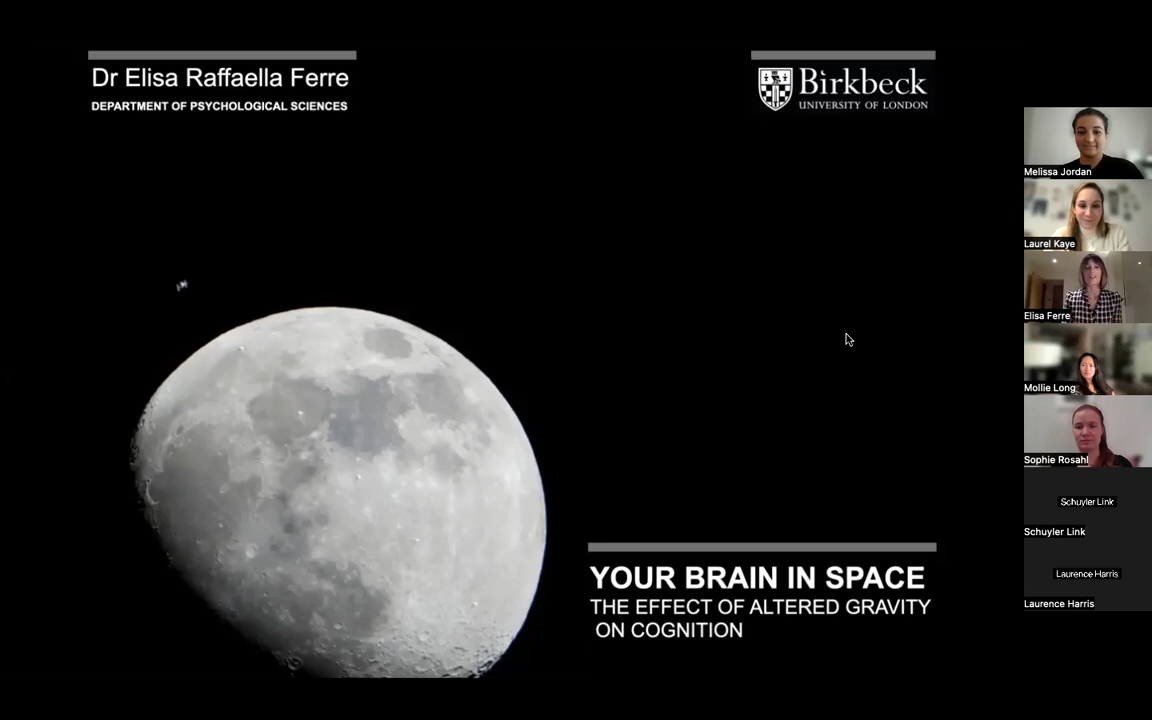 Dr Elisa Raffaella Ferre
DEPARTMENT OF PSYCHOLOGICAL SCIENCES
Birkbeck
UNIVERSITY OF LONDON
YOUR BRAIN IN SPACE
THE EFFECT OF ALTERED GRAVITY
ON COGNITION
Melissa Jordan
Laurel Kaye
Elisa Ferre
Mollie Long
Sophie Rosahl
Schuyler Link
Schuyler Link
Laurence Harris
Laurence Harris